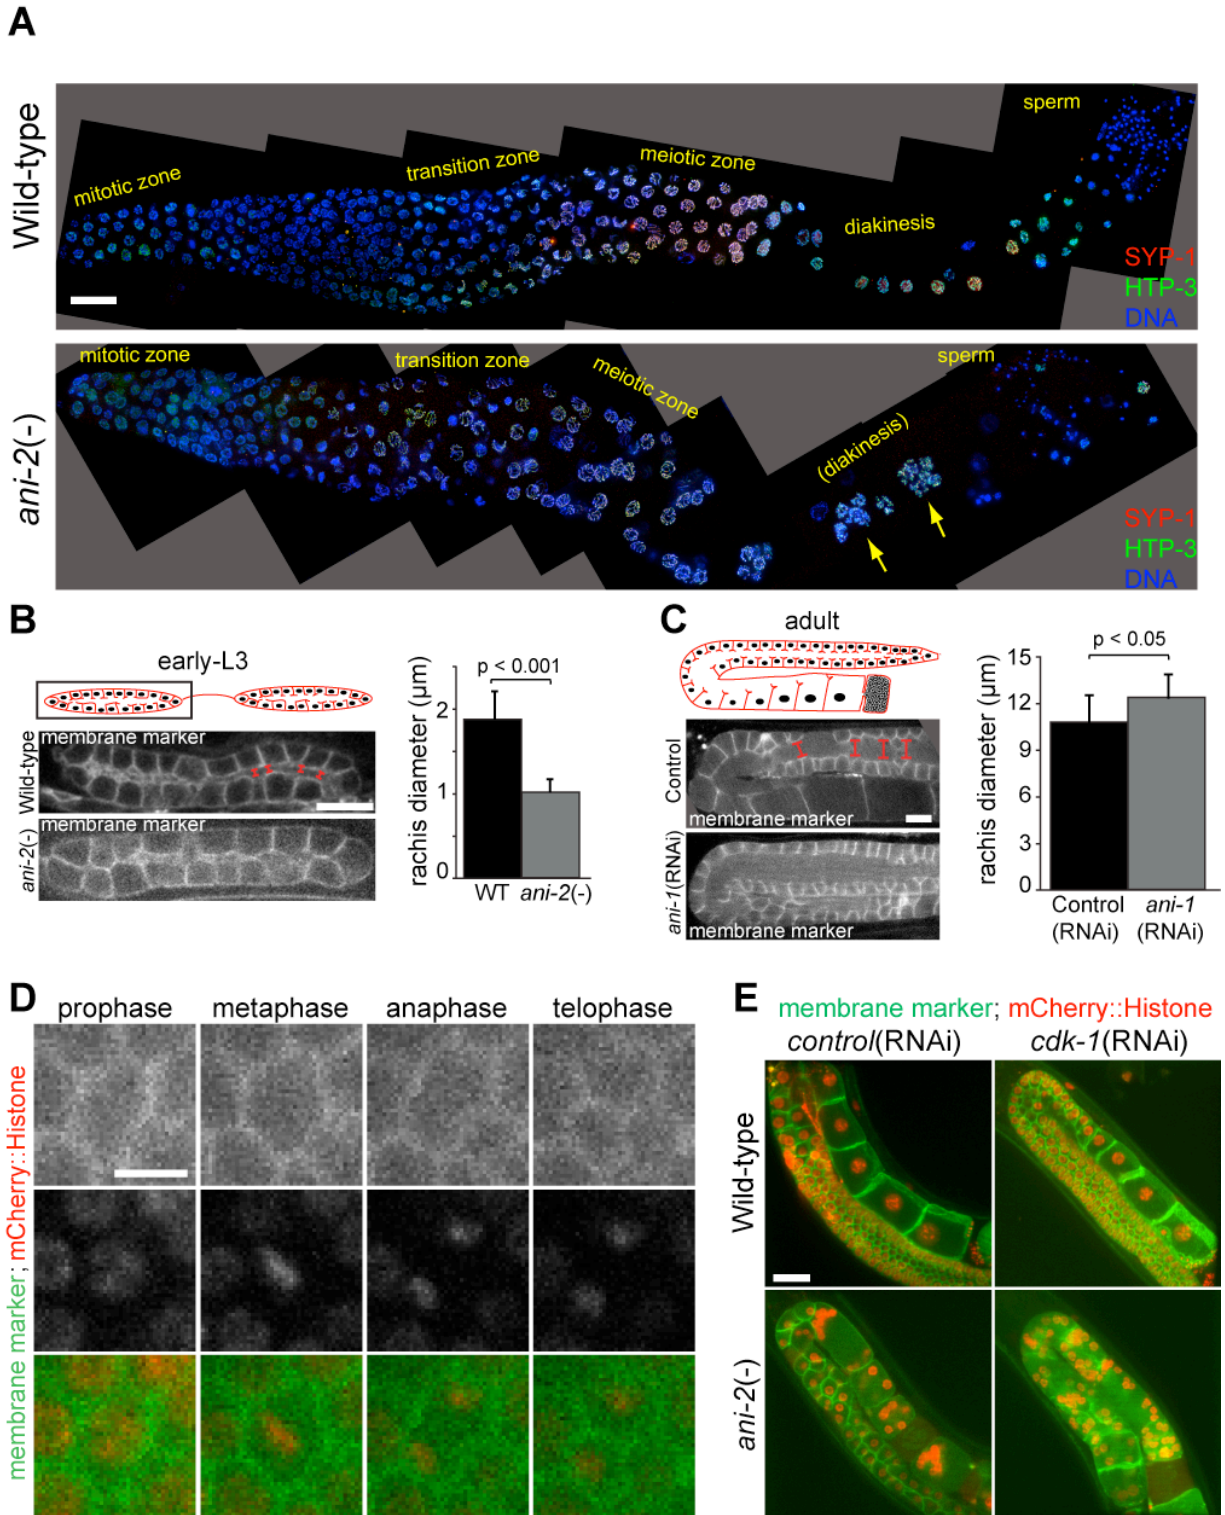 A
Wild-type
mitotic zone
transition zone
meiotic zone
diakinesis
sperm
SYP-1
HTP-3
DNA
ani-2(-)
mitotic zone
transition zone
meiotic zone
(diakinesis)
sperm
SYP-1
HTP-3
DNA
B
early-L3
Wild-type
membrane marker
ani-2(-)
membrane marker
p < 0.001
rachis diameter (µm)
2
1
0
WT ani-2(-)
C
adult
Control
membrane marker
ani-1(RNAi)
membrane marker
p < 0.05
rachis diameter (µm)
15
12
9
6
3
0
Control
(RNAi)
ani-1
(RNAi)
D
prophase metaphase anaphase telophase
membrane marker; mCherry::Histone
E
membrane marker; mCherry::Histone
control(RNAi) cdk-1(RNAi)
Wild-type
ani-2(-)